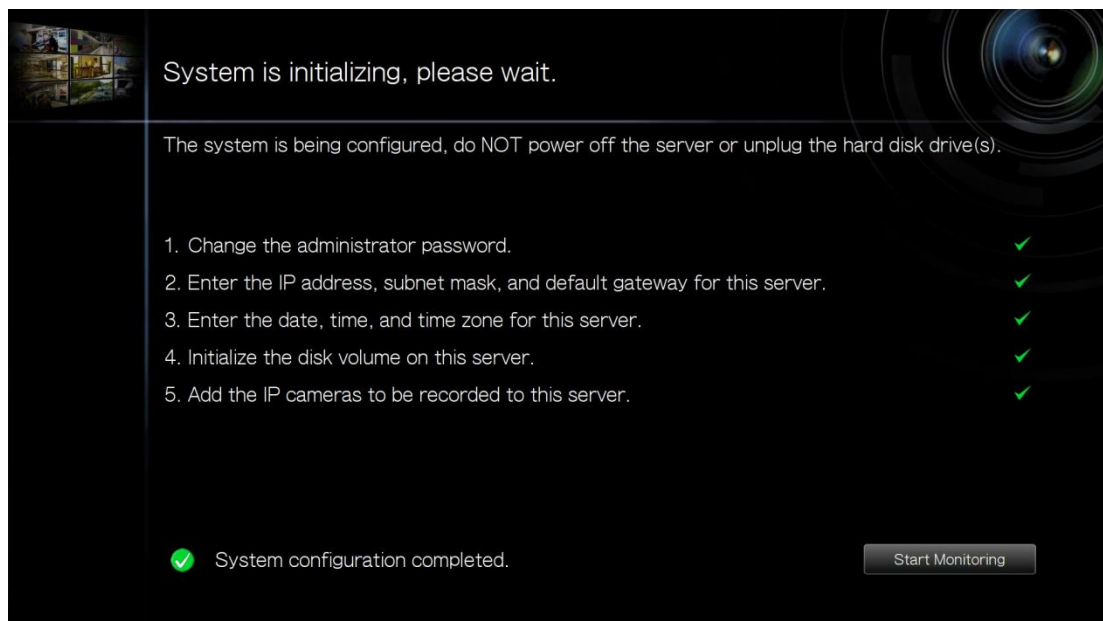 System is initializing, please wait.
The system is being configured, do NOT power off the server or unplug the hard disk drive(s).
1. Change the administrator password.
2. Enter the IP address, subnet mask, and default gateway for this server.
3. Enter the date, time, and time zone for this server.
4. Initialize the disk volume on this server.
5. Add the IP cameras to be recorded to this server.
System configuration completed.
Start Monitoring